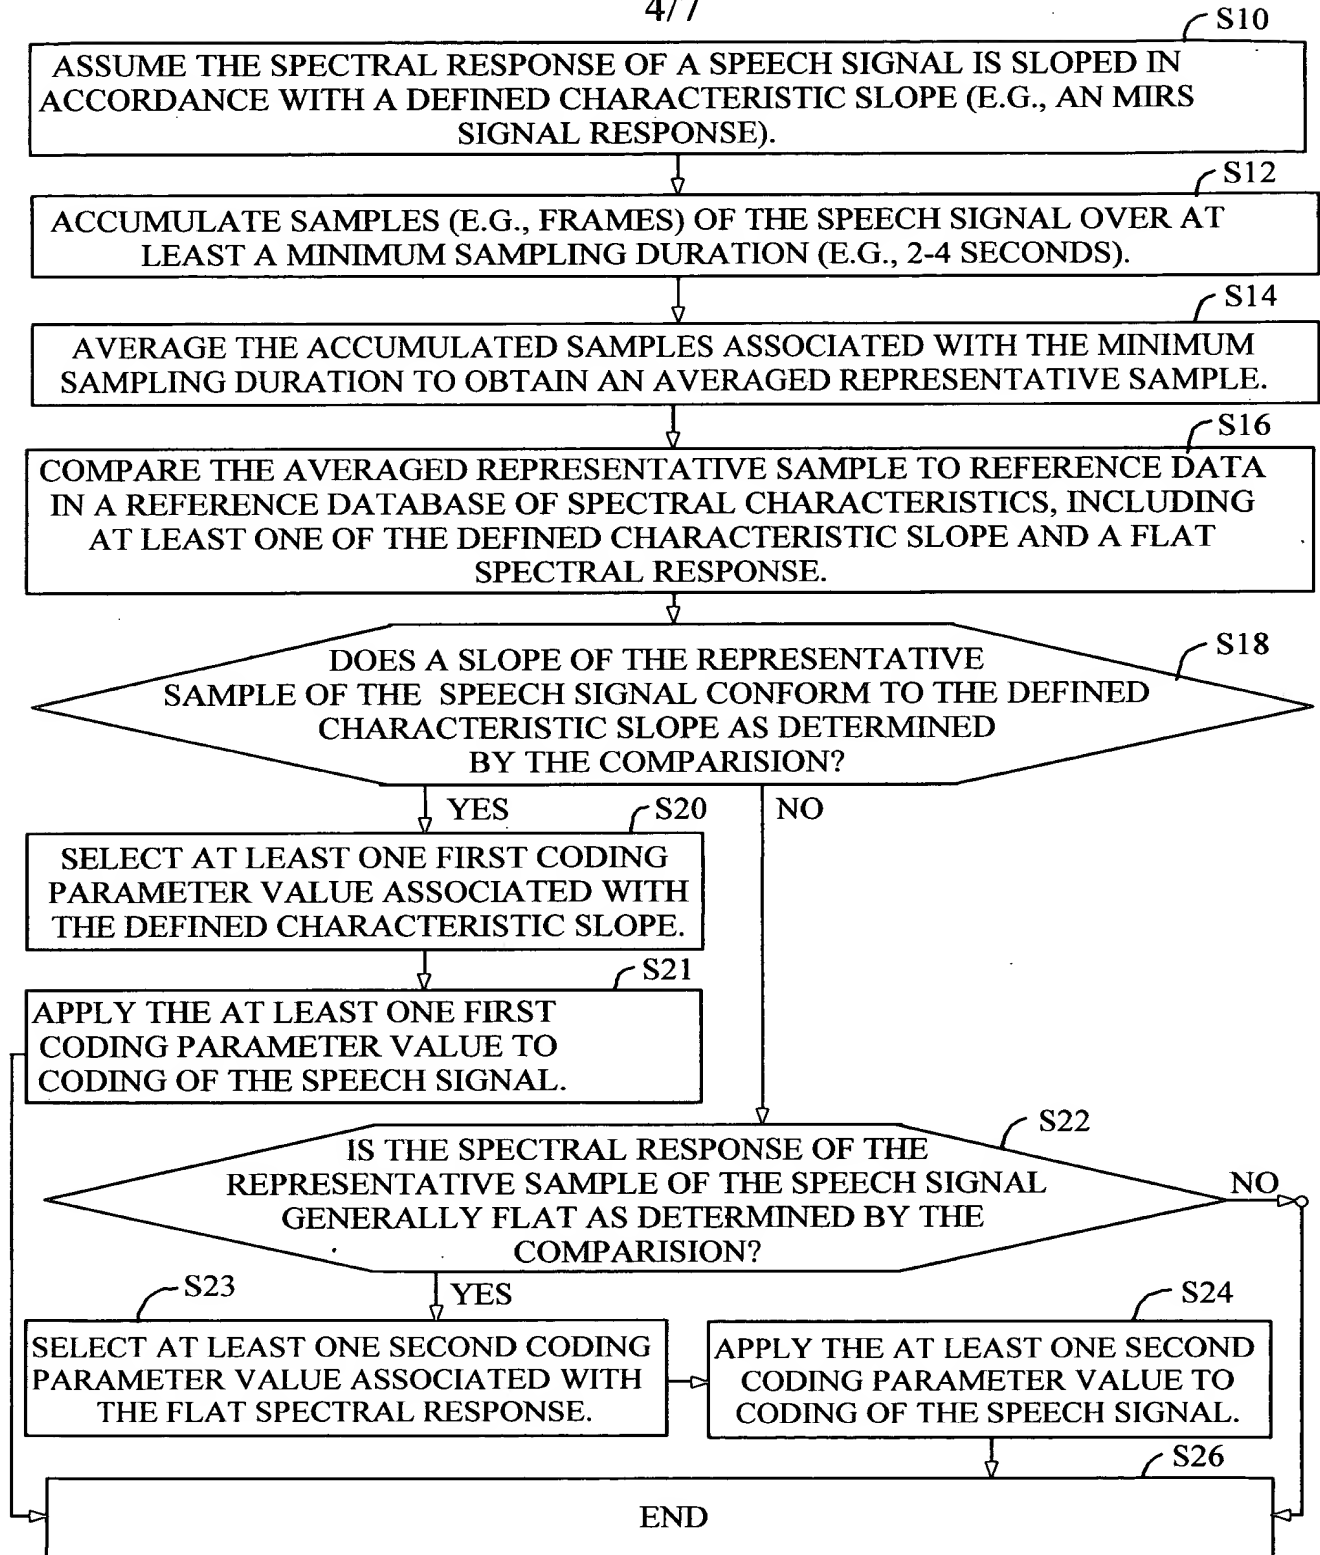 4/7
S10
ASSUME THE SPECTRAL RESPONSE OF A SPEECH SIGNAL IS SLOPED IN
ACCORDANCE WITH A DEFINED CHARACTERISTIC SLOPE (E.G., AN MIRS
SIGNAL RESPONSE).
S12
ACCUMULATE SAMPLES (E.G., FRAMES) OF THE SPEECH SIGNAL OVER AT
LEAST A MINIMUM SAMPLING DURATION (E.G., 2-4 SECONDS).
S14
AVERAGE THE ACCUMULATED SAMPLES ASSOCIATED WITH THE MINIMUM
SAMPLING DURATION TO OBTAIN AN AVERAGED REPRESENTATIVE SAMPLE.
S16
COMPARE THE AVERAGED REPRESENTATIVE SAMPLE TO REFERENCE DATA
IN A REFERENCE DATABASE OF SPECTRAL CHARACTERISTICS, INCLUDING
AT LEAST ONE OF THE DEFINED CHARACTERISTIC SLOPE AND A FLAT
SPECTRAL RESPONSE.
S18
DOES A SLOPE OF THE REPRESENTATIVE
SAMPLE OF THE SPEECH SIGNAL CONFORM TO THE DEFINED
CHARACTERISTIC SLOPE AS DETERMINED
BY THE COMPARISION?
YES
NO
S20
SELECT AT LEAST ONE FIRST CODING
PARAMETER VALUE ASSOCIATED WITH
THE DEFINED CHARACTERISTIC SLOPE.
S21
APPLY THE AT LEAST ONE FIRST
CODING PARAMETER VALUE TO
CODING OF THE SPEECH SIGNAL.
S22
IS THE SPECTRAL RESPONSE OF THE
REPRESENTATIVE SAMPLE OF THE SPEECH SIGNAL
GENERALLY FLAT AS DETERMINED BY THE
COMPARISION?
NO
YES
S23
SELECT AT LEAST ONE SECOND CODING
PARAMETER VALUE ASSOCIATED WITH
THE FLAT SPECTRAL RESPONSE.
S24
APPLY THE AT LEAST ONE SECOND
CODING PARAMETER VALUE TO
CODING OF THE SPEECH SIGNAL.
S26
END